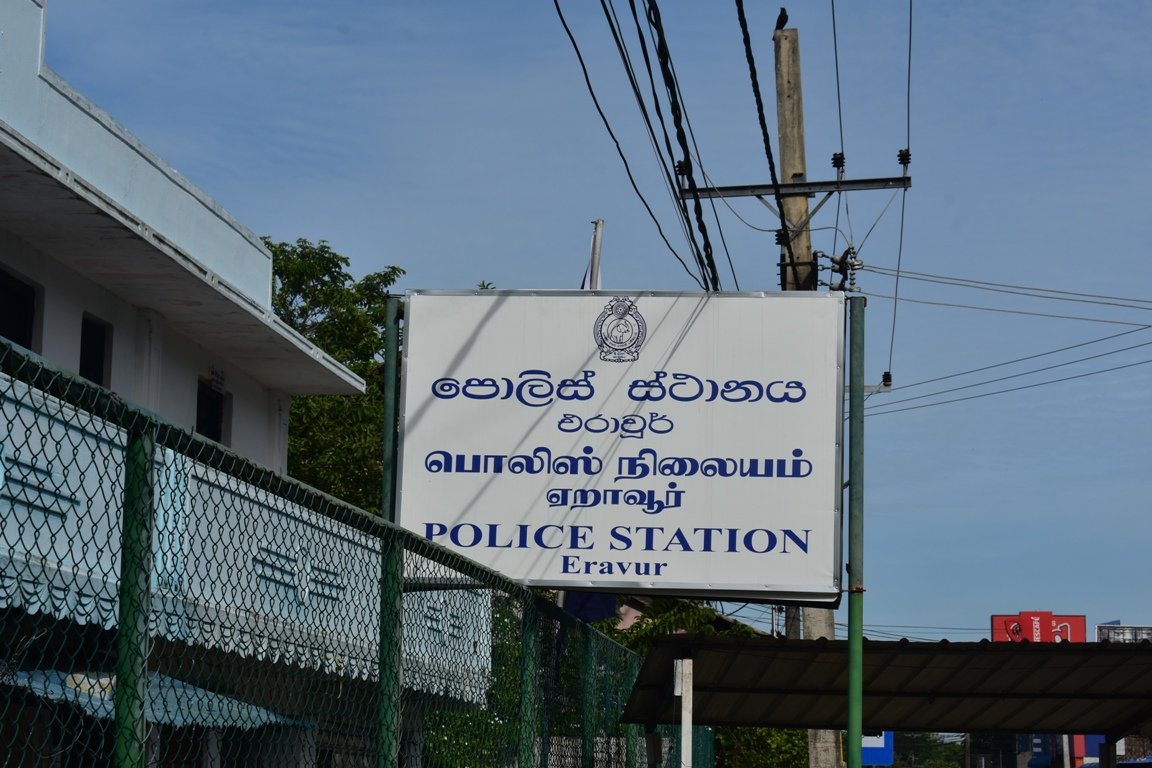 පොලිස් ස්ථානය
එරාවූර්
பொலிஸ் நிலையம்
ஏறாவூர்
POLICE STATION
Eravur